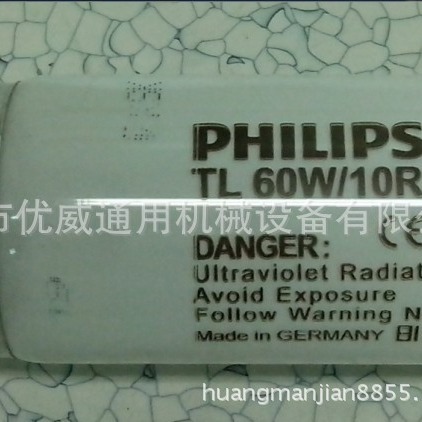 PHILIPS
TL 60W/10R
市优威通用机械设备有限
CE
DANGER:
Ultraviolet Radiat
Avoid Exposure
Follow Warning N
Made in GERMANY
huangmanjian8855.